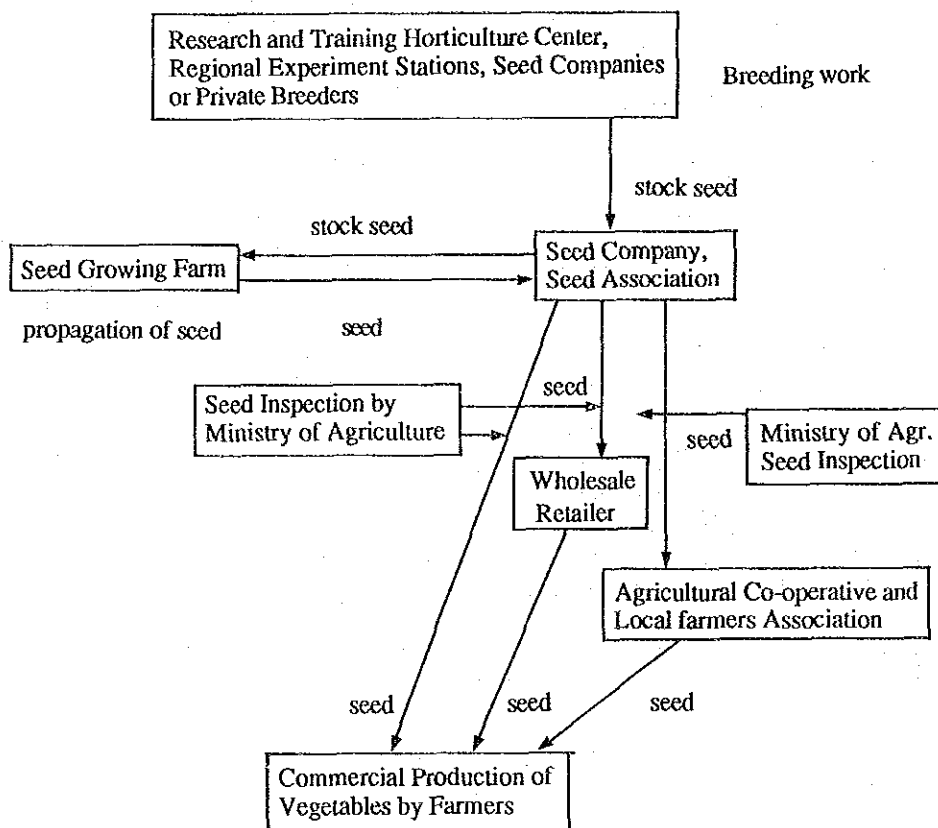 Research and Training Horticulture Center,
Regional Experiment Stations, Seed Companies
or Private Breeders
Breeding work
stock seed
stock seed
Seed Growing Farm
Seed Company,
Seed Association
propagation of seed
seed
seed
Seed Inspection by
Ministry of Agriculture
seed
Ministry of Agr.
Seed Inspection
Wholesale
Retailer
Agricultural Co-operative and
Local farmers Association
seed
seed
seed
Commercial Production of
Vegetables by Farmers